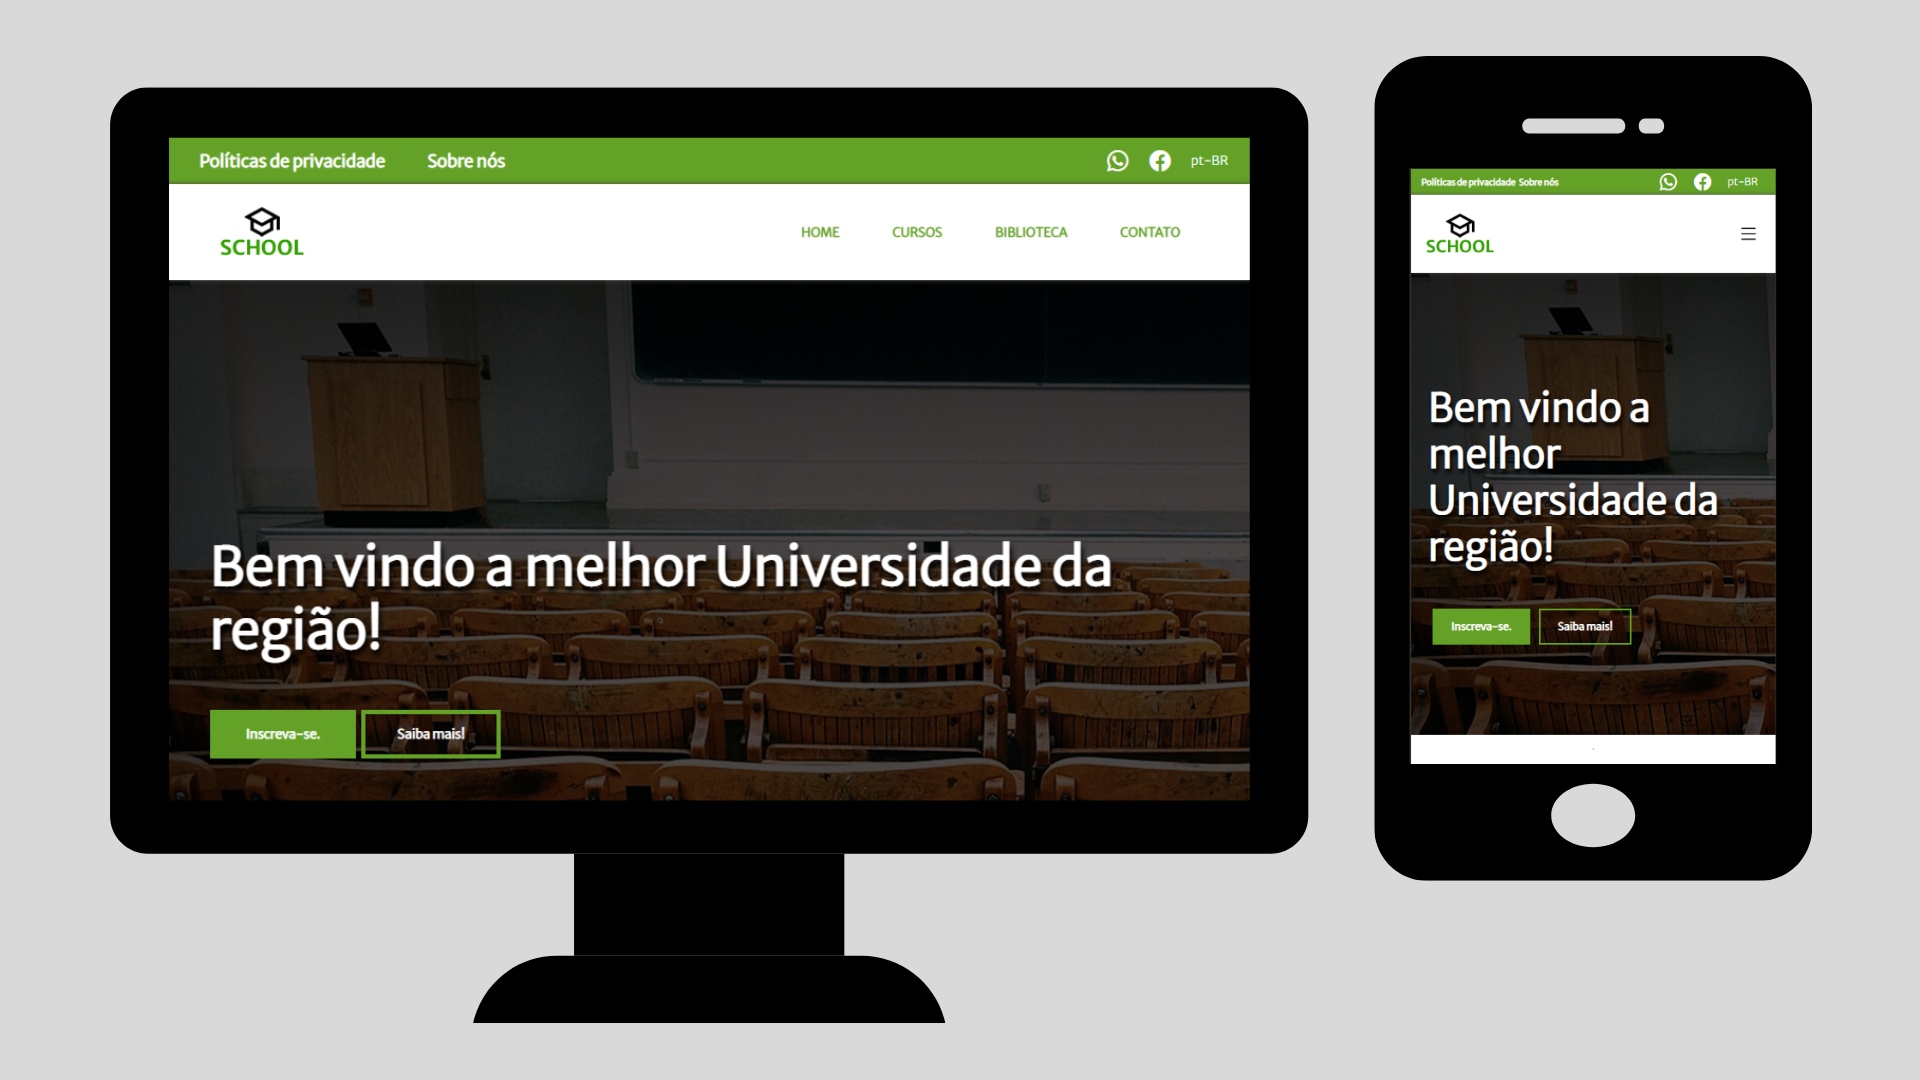 Políticas de privacidade Sobre nós pt-BR
SCHOOL HOME CURSOS BIBLIOTECA CONTATO
Bem vindo a melhor Universidade da
região!
Inscreva-se. Saiba mais!
Políticas de privacidade Sobre nós pt-BR
SCHOOL
Bem vindo a
melhor
Universidade da
região!
Inscreva-se. Saiba mais!